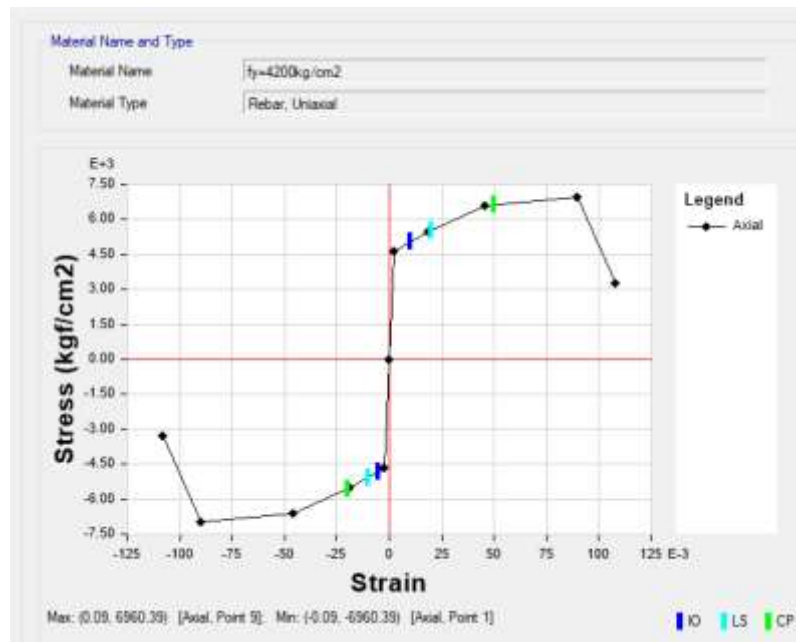 Material Name and Type
Material Name fy=4200kg/cm2
Material Type Rebar, Uniaxial
E+3
7.50
6.00
4.50
3.00
1.50
0.00
-1.50
-3.00
-4.50
-6.00
-7.50
Stress (kgf/cm2)
-125 -100 -75 -50 -25 0 25 50 75 100 125 E-3
Strain
Legend
Axial
Max: (0.09, 6960.39) [Axial, Point 9]; Min: (-0.09, -6960.39) [Axial, Point 1]
IO LS CP